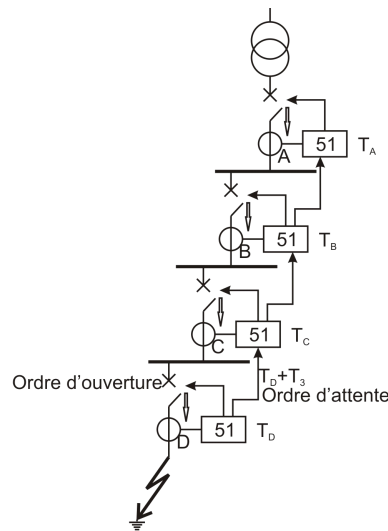 51
T_A
A
51
T_B
B
51
T_C
C
T_D+T_3
Ordre d'ouverture
Ordre d'attente
51
T_D
D